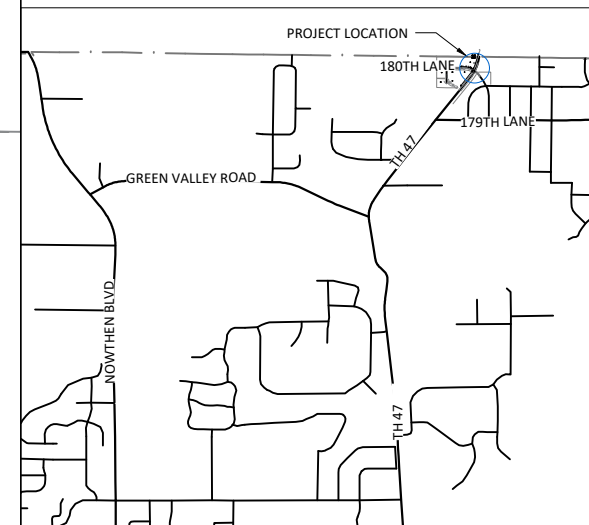 PROJECT LOCATION
180TH LANE
179TH LANE
TH 47
GREEN VALLEY ROAD
NOWTHEN BLVD
TH 47